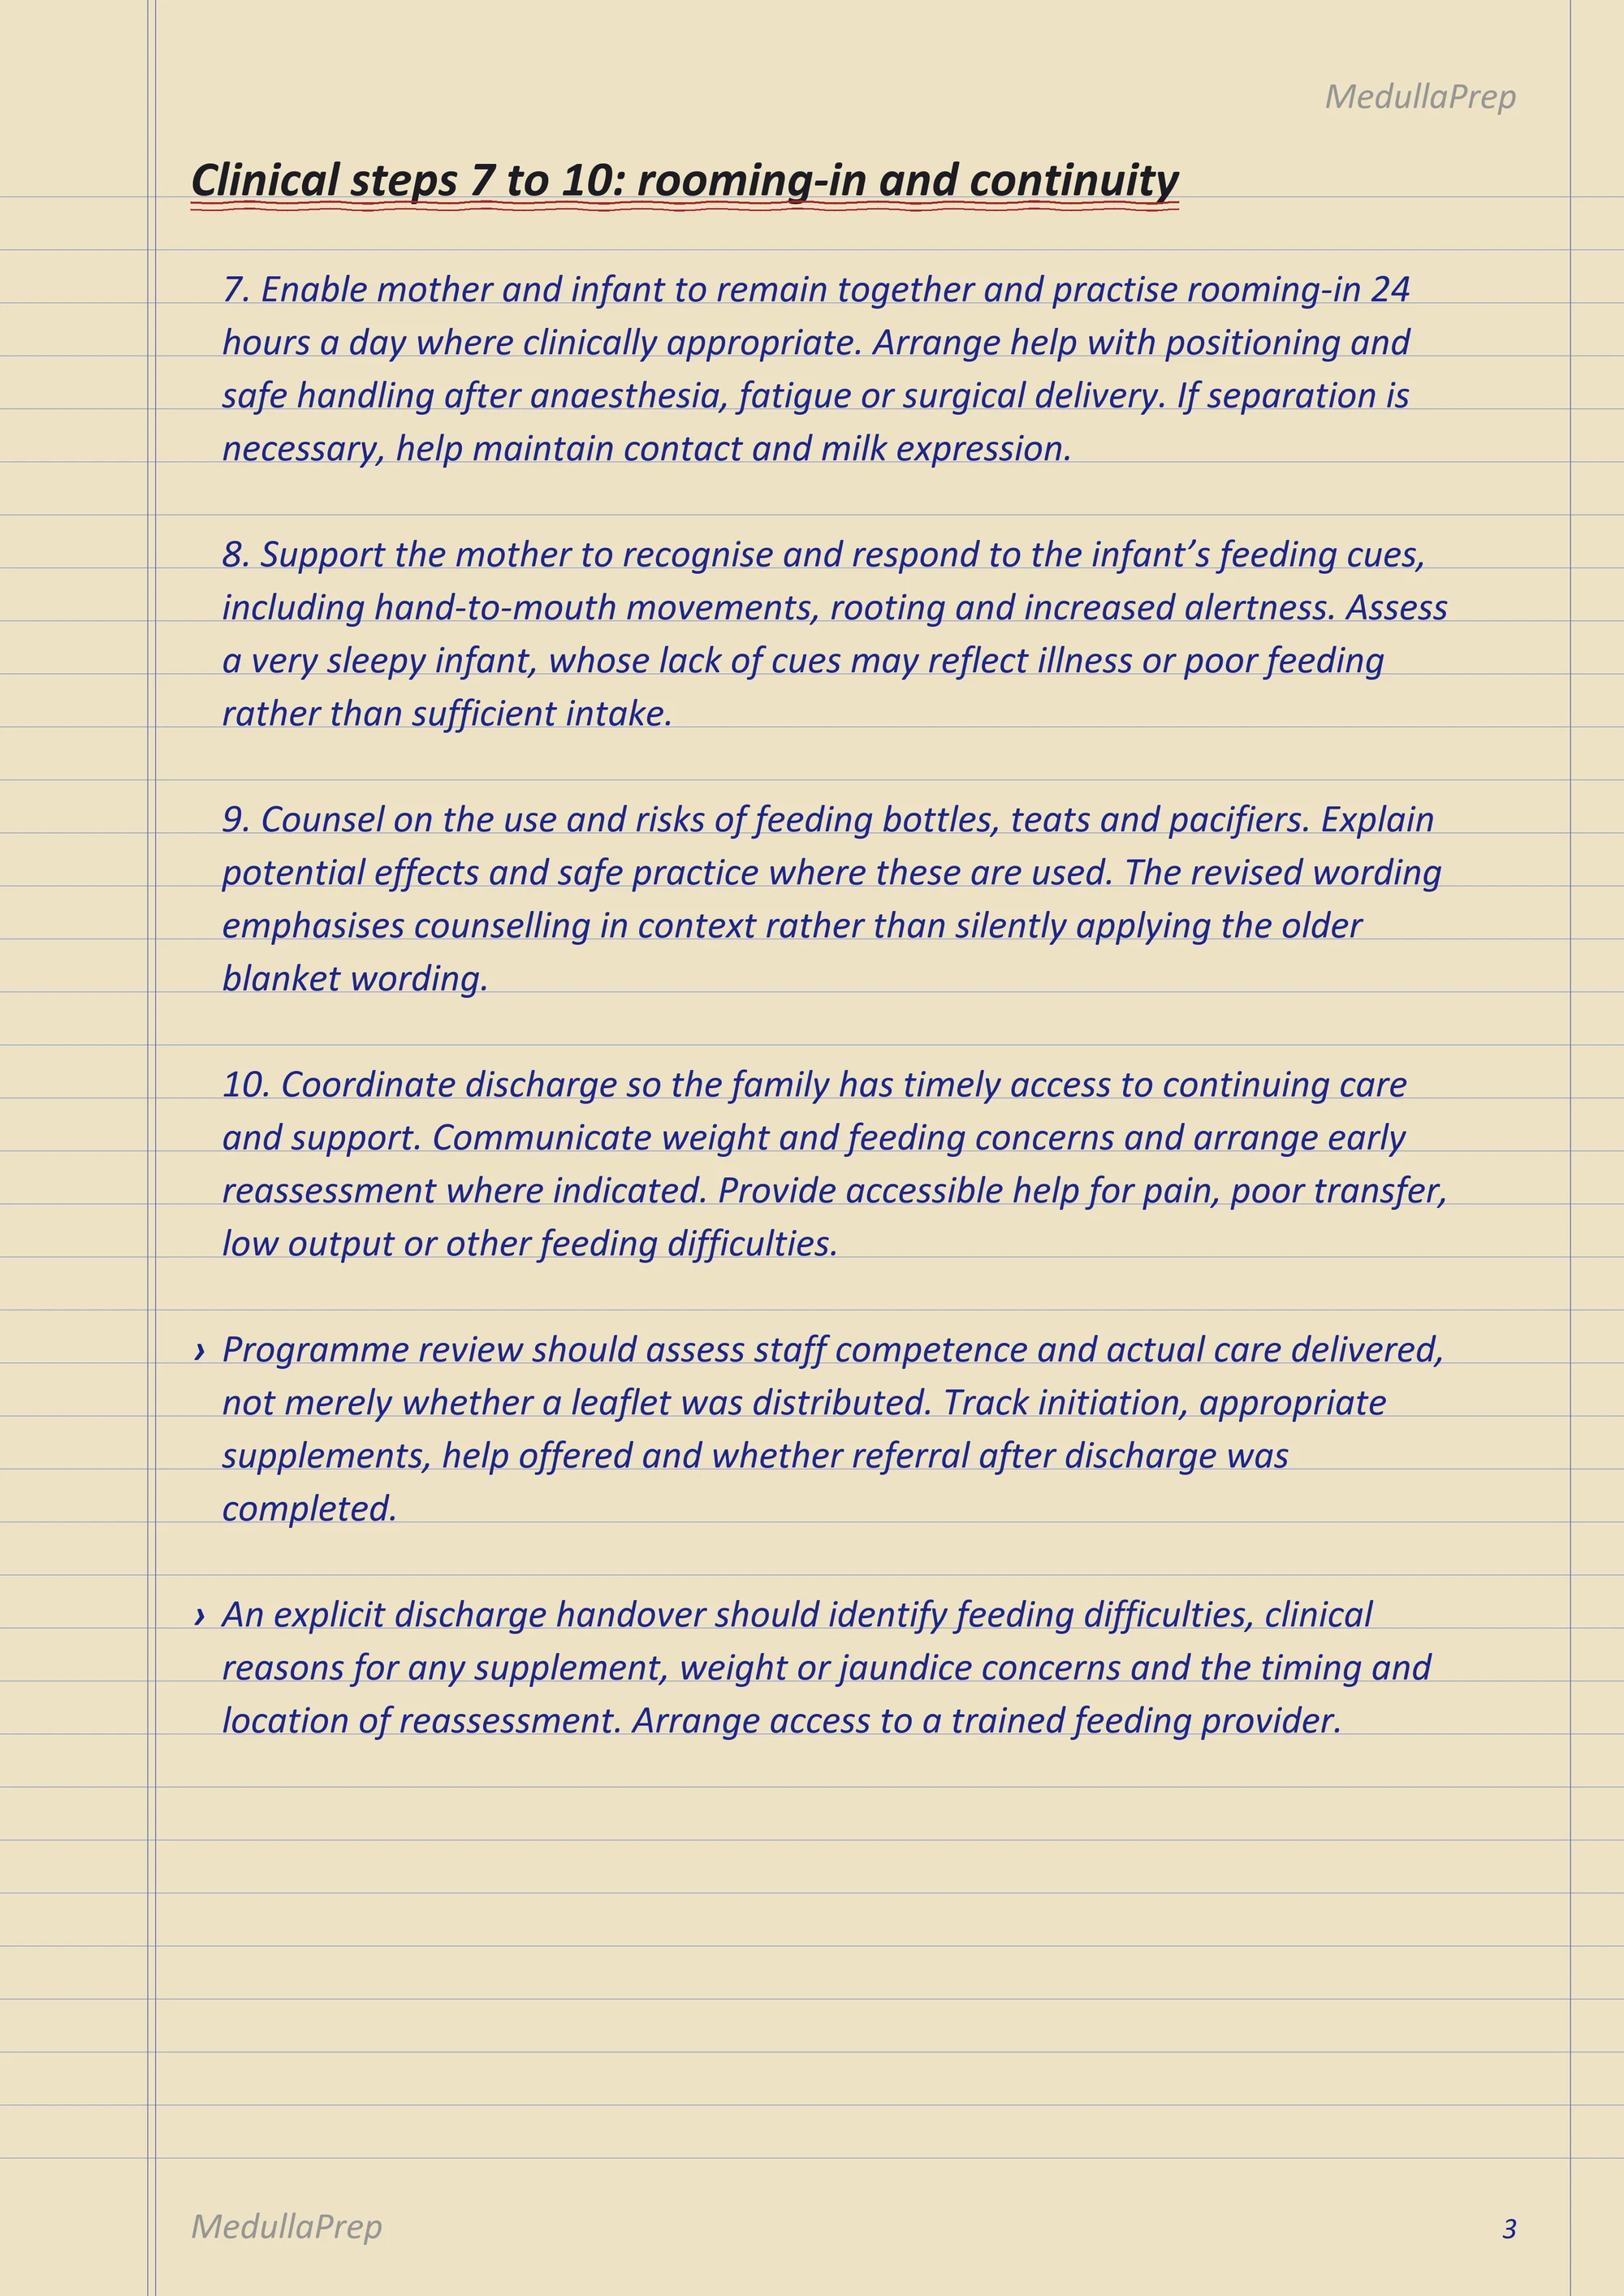 MedullaPrep
Clinical steps 7 to 10: rooming-in and continuity
7. Enable mother and infant to remain together and practise rooming-in 24
hours a day where clinically appropriate. Arrange help with positioning and
safe handling after anaesthesia, fatigue or surgical delivery. If separation is
necessary, help maintain contact and milk expression.
8. Support the mother to recognise and respond to the infant’s feeding cues,
including hand-to-mouth movements, rooting and increased alertness. Assess
a very sleepy infant, whose lack of cues may reflect illness or poor feeding
rather than sufficient intake.
9. Counsel on the use and risks of feeding bottles, teats and pacifiers. Explain
potential effects and safe practice where these are used. The revised wording
emphasises counselling in context rather than silently applying the older
blanket wording.
10. Coordinate discharge so the family has timely access to continuing care
and support. Communicate weight and feeding concerns and arrange early
reassessment where indicated. Provide accessible help for pain, poor transfer,
low output or other feeding difficulties.
› Programme review should assess staff competence and actual care delivered,
not merely whether a leaflet was distributed. Track initiation, appropriate
supplements, help offered and whether referral after discharge was
completed.
› An explicit discharge handover should identify feeding difficulties, clinical
reasons for any supplement, weight or jaundice concerns and the timing and
location of reassessment. Arrange access to a trained feeding provider.
MedullaPrep
3